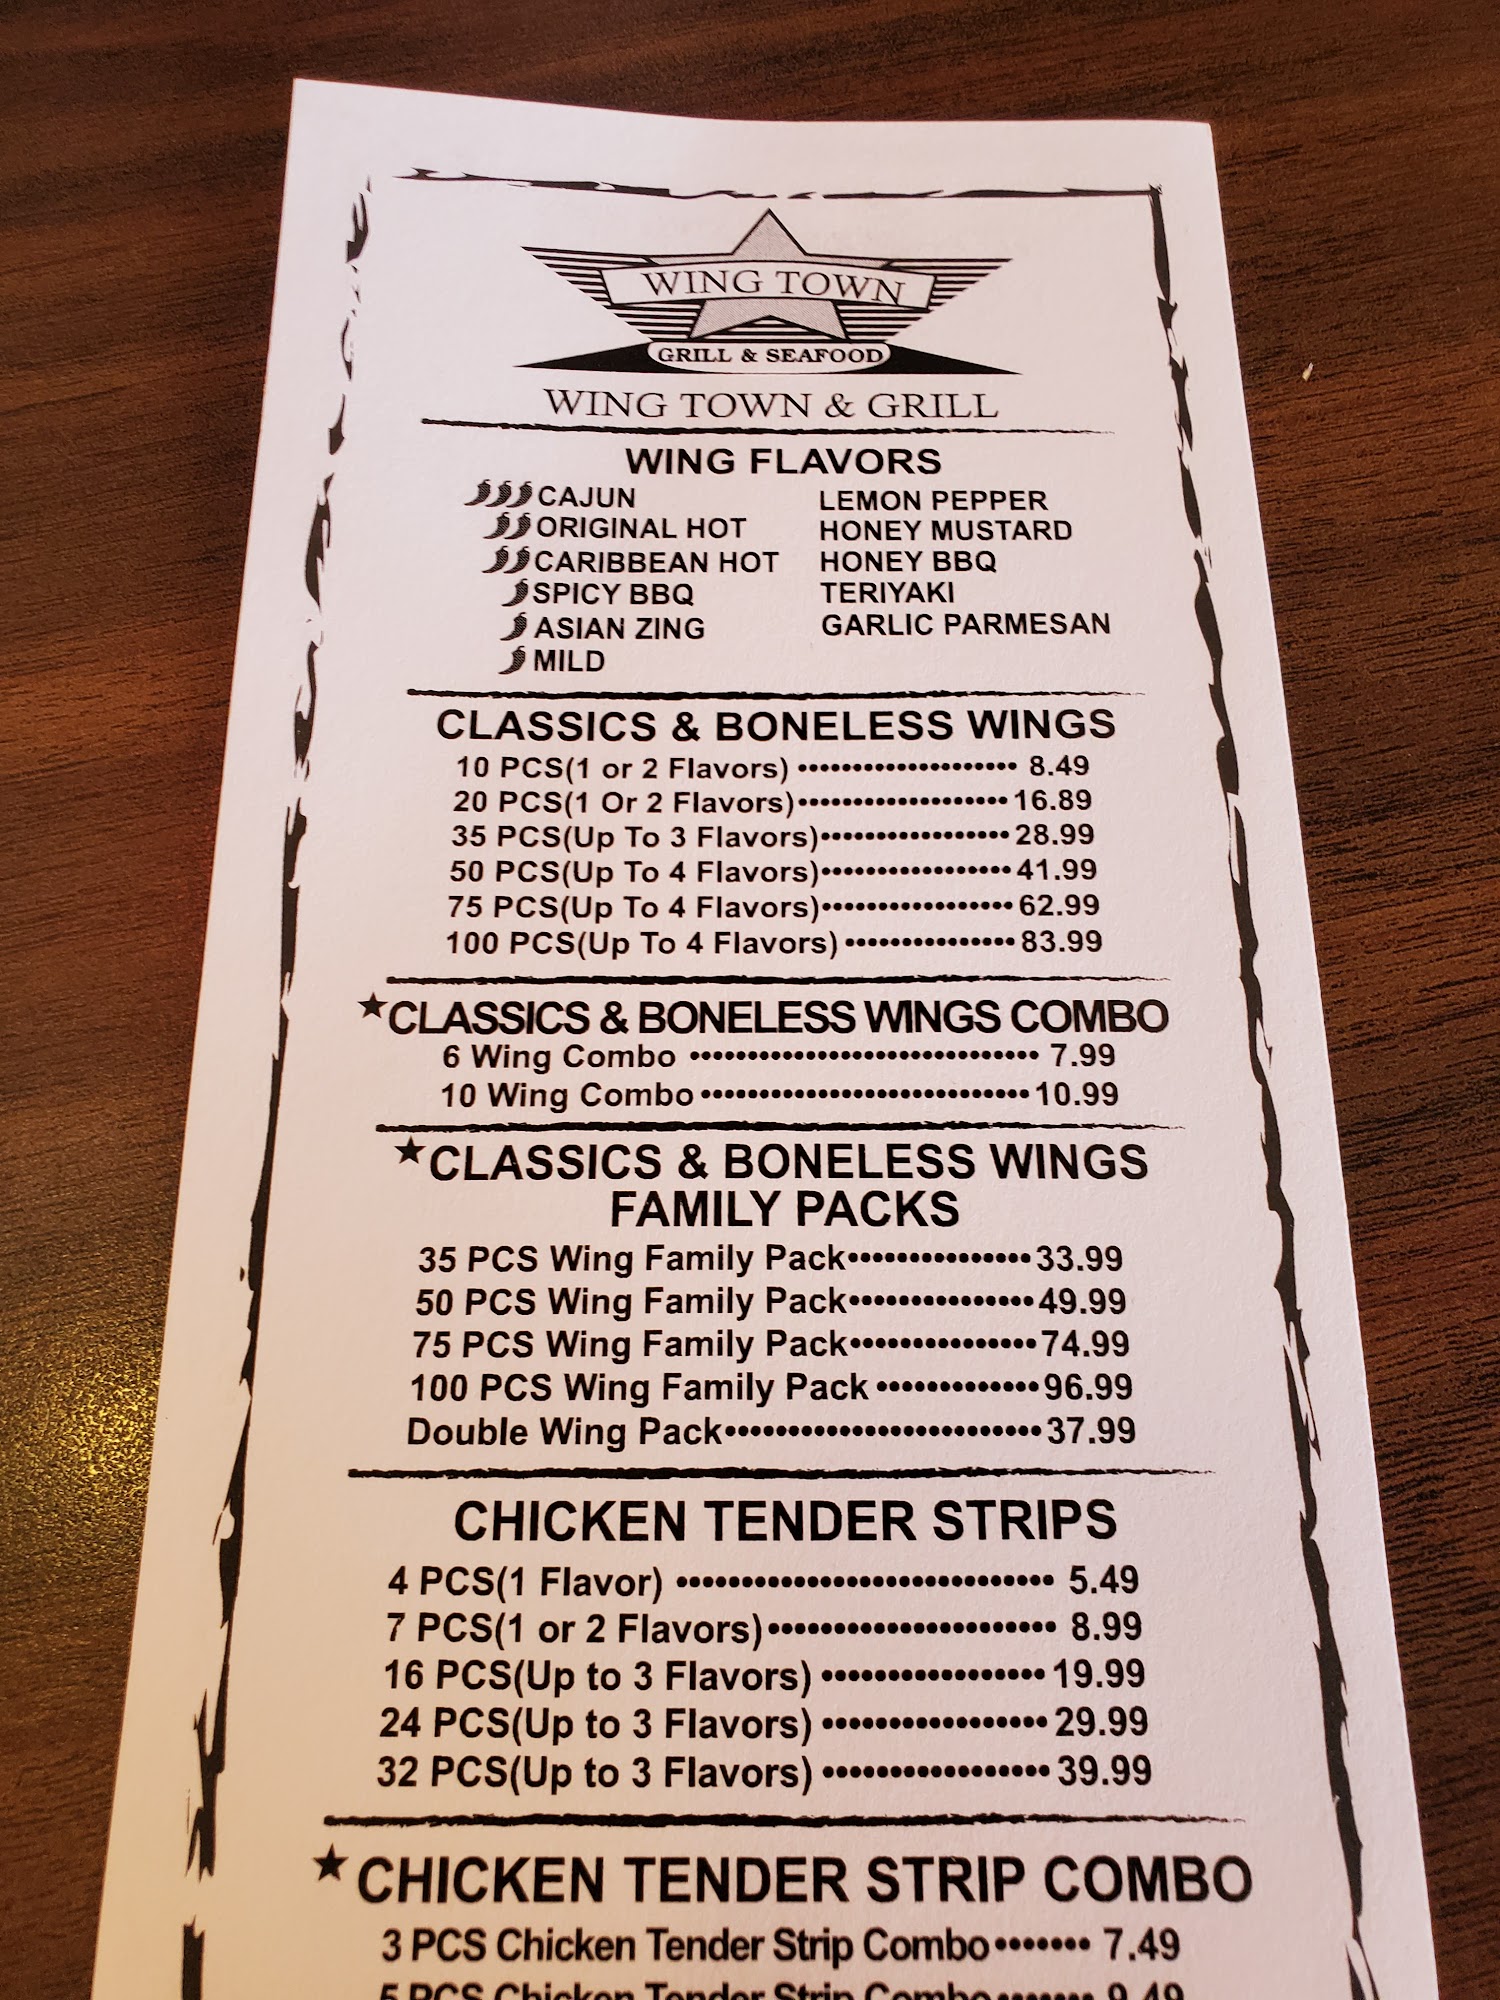 WING TOWN
GRILL & SEAFOOD
WING TOWN & GRILL
WING FLAVORS
CAJUN
ORIGINAL HOT
CARIBBEAN HOT
SPICY BBQ
ASIAN ZING
MILD
LEMON PEPPER
HONEY MUSTARD
HONEY BBQ
TERIYAKI
GARLIC PARMESAN
CLASSICS & BONELESS WINGS
10 PCS(1 or 2 Flavors) •••••••••••••••••••• 8.49
20 PCS(1 Or 2 Flavors)•••••••••••••••••••16.89
35 PCS(Up To 3 Flavors)•••••••••••••••••28.99
50 PCS(Up To 4 Flavors)•••••••••••••••••41.99
75 PCS(Up To 4 Flavors)•••••••••••••••••62.99
100 PCS(Up To 4 Flavors)•••••••••••••••83.99
★CLASSICS & BONELESS WINGS COMBO
6 Wing Combo •••••••••••••••••••••••••••••• 7.99
10 Wing Combo•••••••••••••••••••••••••••••10.99
★CLASSICS & BONELESS WINGS
FAMILY PACKS
35 PCS Wing Family Pack•••••••••••••••33.99
50 PCS Wing Family Pack•••••••••••••••49.99
75 PCS Wing Family Pack•••••••••••••••74.99
100 PCS Wing Family Pack•••••••••••••96.99
Double Wing Pack•••••••••••••••••••••••••37.99
CHICKEN TENDER STRIPS
4 PCS(1 Flavor) ••••••••••••••••••••••••••••• 5.49
7 PCS(1 or 2 Flavors)•••••••••••••••••••••• 8.99
16 PCS(Up to 3 Flavors) •••••••••••••••••19.99
24 PCS(Up to 3 Flavors) •••••••••••••••••29.99
32 PCS(Up to 3 Flavors) •••••••••••••••••39.99
★CHICKEN TENDER STRIP COMBO
3 PCS Chicken Tender Strip Combo••••••• 7.49
5 PCS Chicken Tender Strip Combo••••••• 9.49